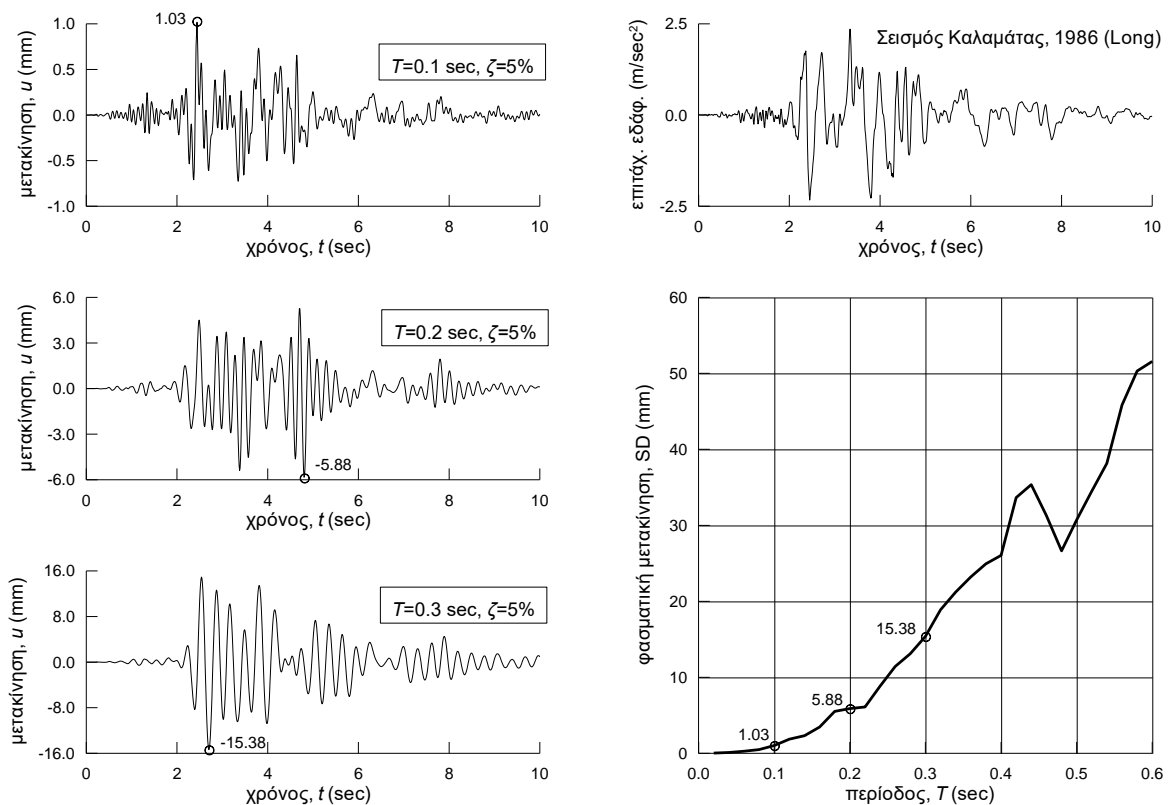 μετακίνηση, u (mm)
1.0
0.5
0.0
-0.5
-1.0
1.03
T=0.1 sec, ζ=5%
0 2 4 6 8 10
χρόνος, t (sec)
επιτάχ. εδάφ. (m/sec²)
2.5
0.0
-2.5
Σεισμός Καλαμάτας, 1986 (Long)
0 2 4 6 8 10
χρόνος, t (sec)
μετακίνηση, u (mm)
6.0
3.0
0.0
-3.0
-6.0
T=0.2 sec, ζ=5%
-5.88
0 2 4 6 8 10
χρόνος, t (sec)
μετακίνηση, u (mm)
16.0
8.0
0.0
-8.0
-16.0
T=0.3 sec, ζ=5%
-15.38
0 2 4 6 8 10
χρόνος, t (sec)
φασματική μετακίνηση, SD (mm)
60
50
40
30
20
10
0
15.38
5.88
1.03
0.0 0.1 0.2 0.3 0.4 0.5 0.6
περίοδος, T (sec)